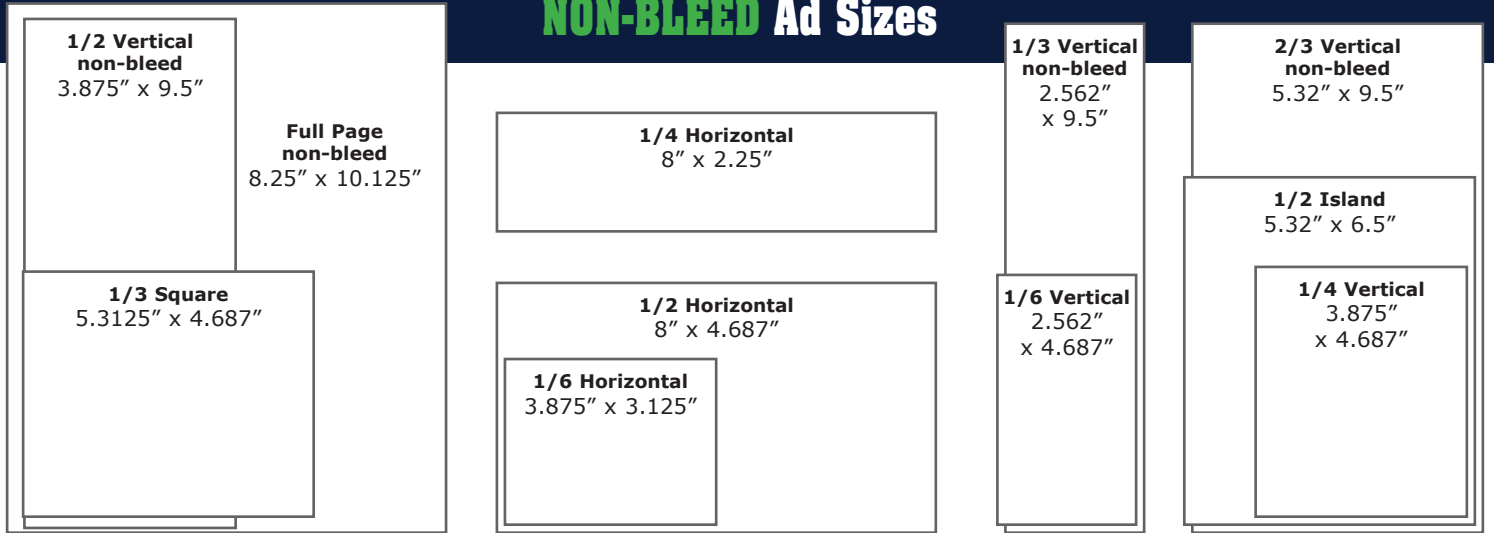 NON-BLEED Ad Sizes
1/2 Vertical
non-bleed
3.875” x 9.5”
Full Page
non-bleed
8.25” x 10.125”
1/3 Square
5.3125” x 4.687”
1/4 Horizontal
8” x 2.25”
1/2 Horizontal
8” x 4.687”
1/6 Horizontal
3.875” x 3.125”
1/3 Vertical
non-bleed
2.562”
x 9.5”
1/6 Vertical
2.562”
x 4.687”
2/3 Vertical
non-bleed
5.32” x 9.5”
1/2 Island
5.32” x 6.5”
1/4 Vertical
3.875”
x 4.687”